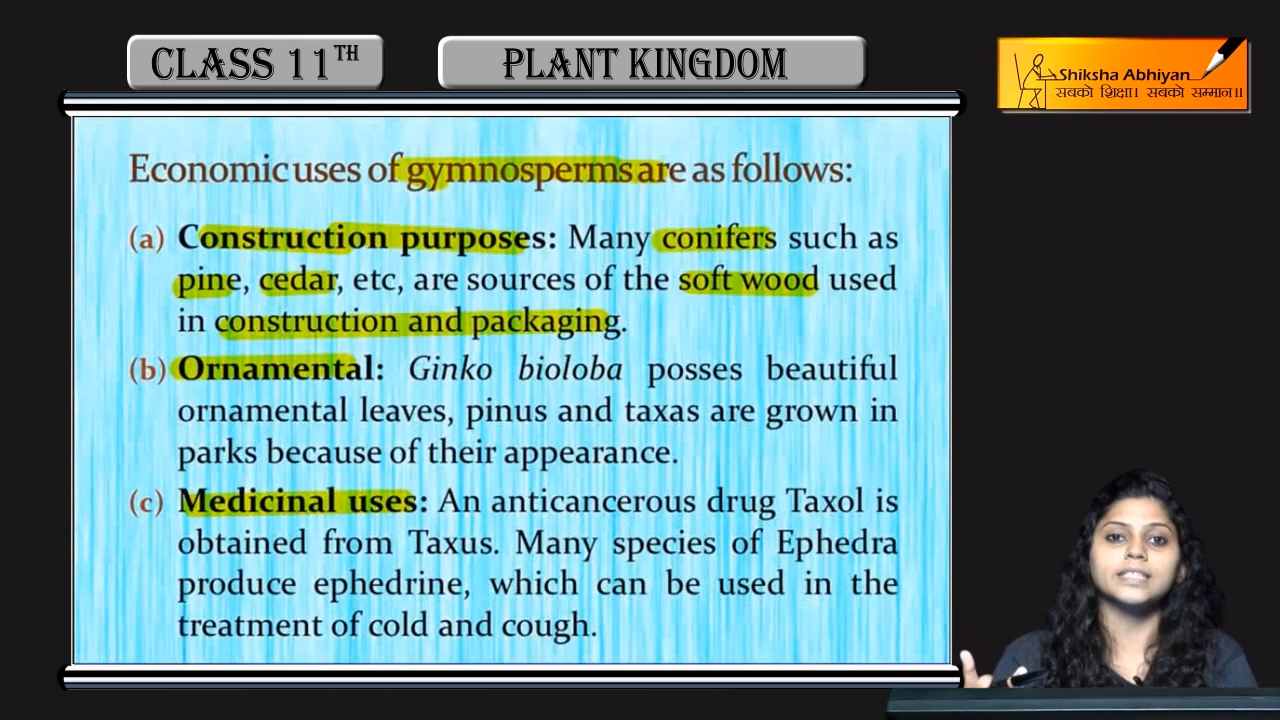 CLASS 11TH
PLANT KINGDOM
Shiksha Abhiyan
सबको शिक्षा। सबको सम्मान।।
Economic uses of gymnosperms are as follows:
(a) Construction purposes: Many conifers such as
pine, cedar, etc, are sources of the soft wood used
in construction and packaging.
(b) Ornamental: Ginko bioloba posses beautiful
ornamental leaves, pinus and taxas are grown in
parks because of their appearance.
(c) Medicinal uses: An anticancerous drug Taxol is
obtained from Taxus. Many species of Ephedra
produce ephedrine, which can be used in the
treatment of cold and cough.